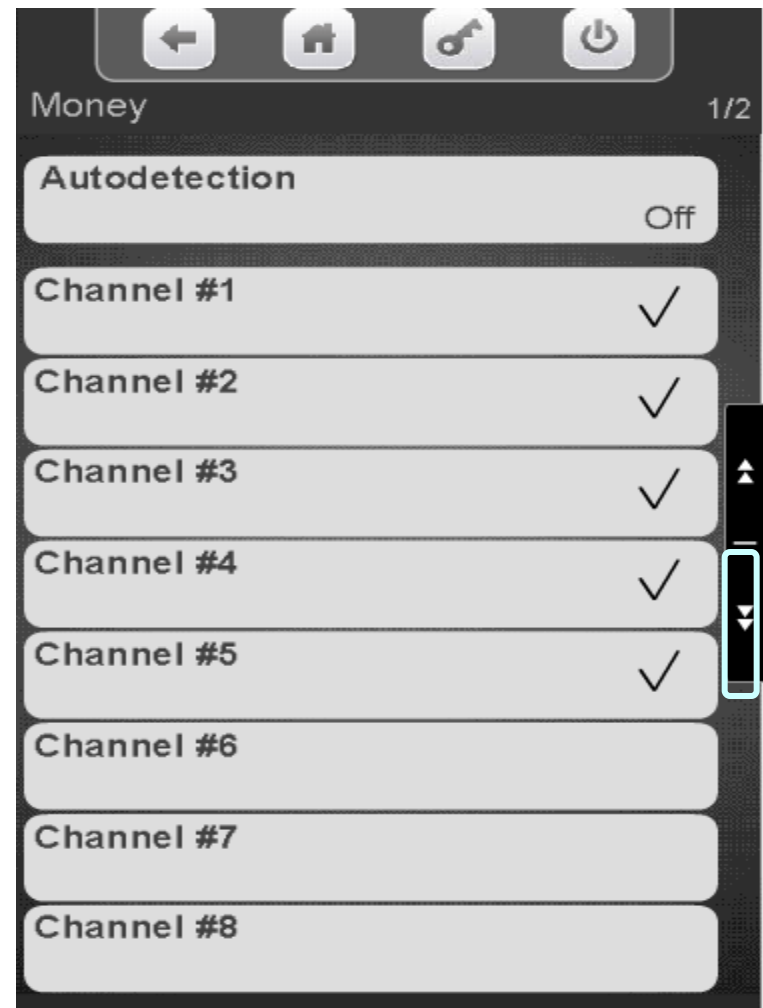 Money 1/2
Autodetection
Off
Channel #1
Channel #2
Channel #3
Channel #4
Channel #5
Channel #6
Channel #7
Channel #8